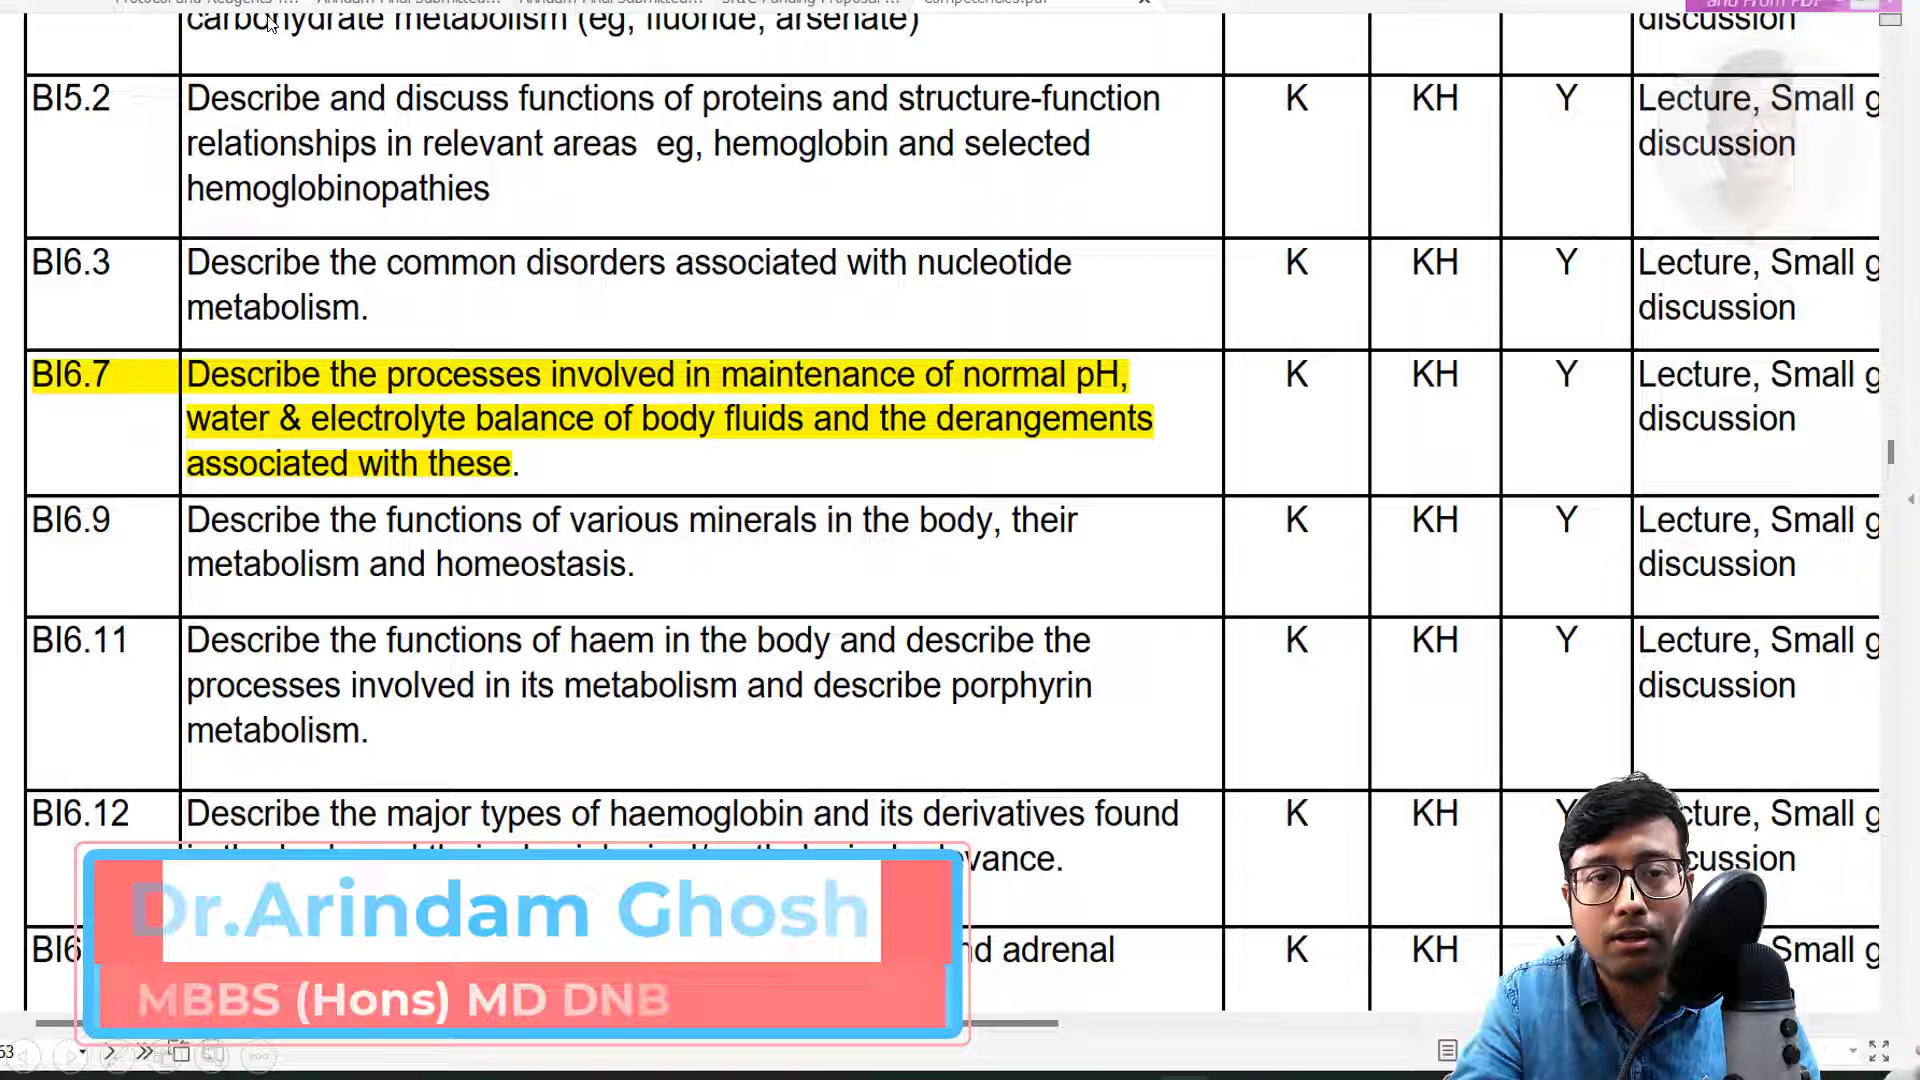 carbohydrate metabolism (eg, fluoride, arsenate)
discussion
BI5.2 Describe and discuss functions of proteins and structure-function K KH Y Lecture, Small g
relationships in relevant areas eg, hemoglobin and selected discussion
hemoglobinopathies
BI6.3 Describe the common disorders associated with nucleotide K KH Y Lecture, Small g
metabolism. discussion
BI6.7 Describe the processes involved in maintenance of normal pH, K KH Y Lecture, Small g
water & electrolyte balance of body fluids and the derangements discussion
associated with these.
BI6.9 Describe the functions of various minerals in the body, their K KH Y Lecture, Small g
metabolism and homeostasis. discussion
BI6.11 Describe the functions of haem in the body and describe the K KH Y Lecture, Small g
processes involved in its metabolism and describe porphyrin discussion
metabolism.
BI6.12 Describe the major types of haemoglobin and its derivatives found K KH cture, Small g
vance. cussion
BI6 nd adrenal K KH Small g
Dr.Arindam Ghosh
MBBS (Hons) MD DNB
63